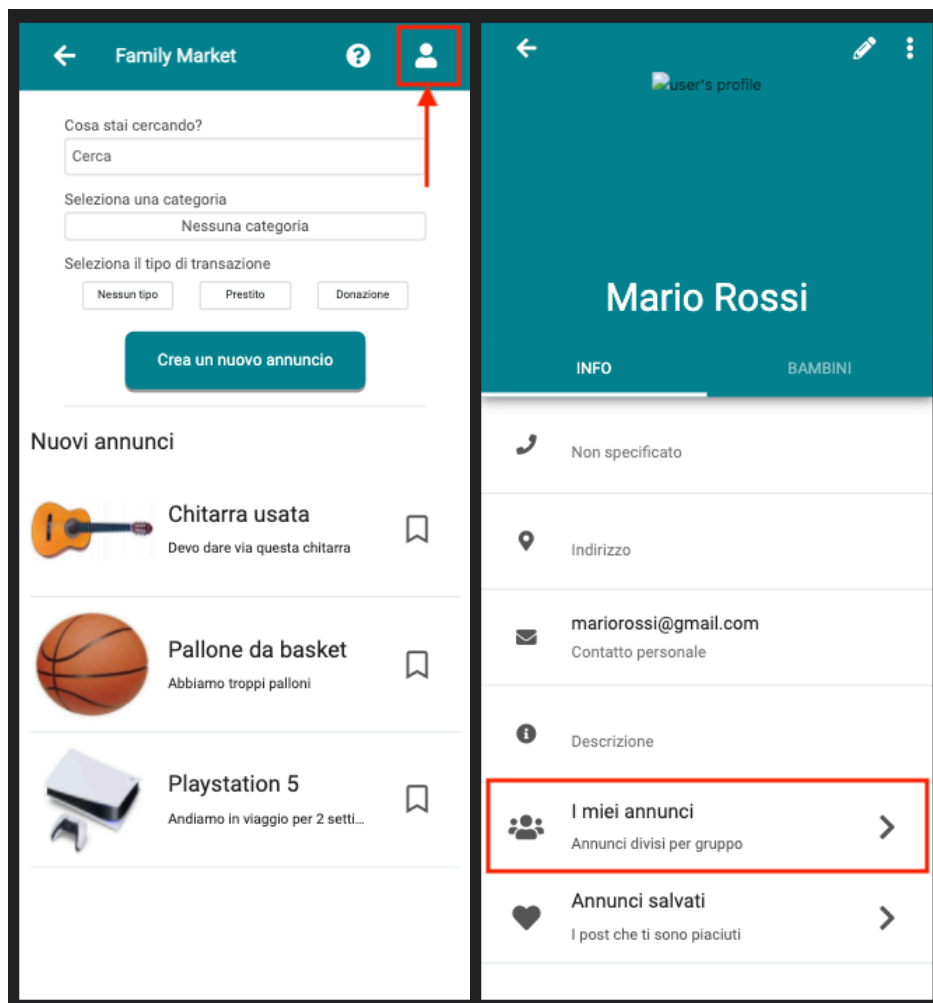 Family Market
Cosa stai cercando?
Cerca
Seleziona una categoria
Nessuna categoria
Seleziona il tipo di transazione
Nessun tipo
Prestito
Donazione
Crea un nuovo annuncio
Nuovi annunci
Chitarra usata
Devo dare via questa chitarra
Pallone da basket
Abbiamo troppi palloni
Playstation 5
Andiamo in viaggio per 2 setti...
user's profile
Mario Rossi
INFO
BAMBINI
Non specificato
Indirizzo
mariorossi@gmail.com
Contatto personale
Descrizione
I miei annunci
Annunci divisi per gruppo
Annunci salvati
I post che ti sono piaciuti